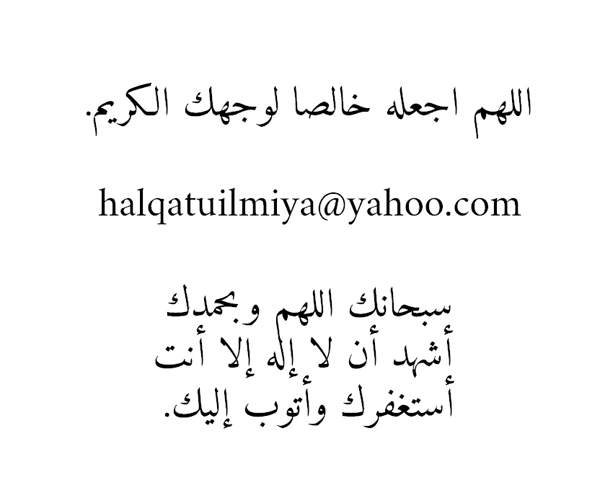 اللهم اجعله خالصا لوجهك الكريم.
halqatuilmiya@yahoo.com
سبحانك اللهم وبحمدك
أشهد أن لا إله إلا أنت
أستغفرك وأتوب إليك.